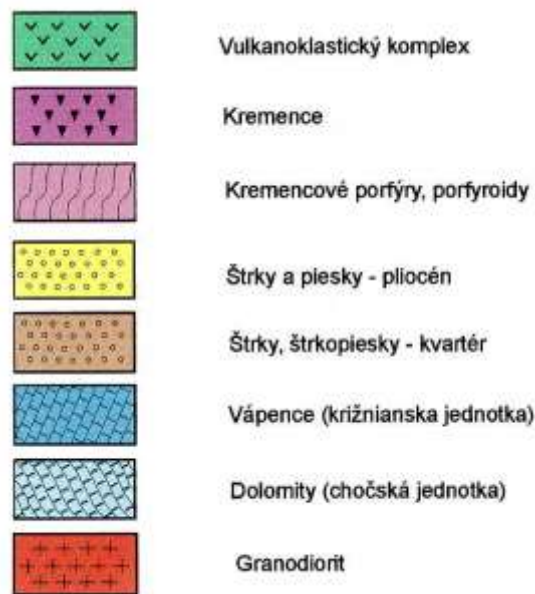 Vulkanoklastický komplex
Kremence
Kremencové porfýry, porfyroidy
Štrky a piesky - pliocén
Štrky, štrkopiesky - kvartér
Vápence (križnianska jednotka)
Dolomity (chočská jednotka)
Granodiorit